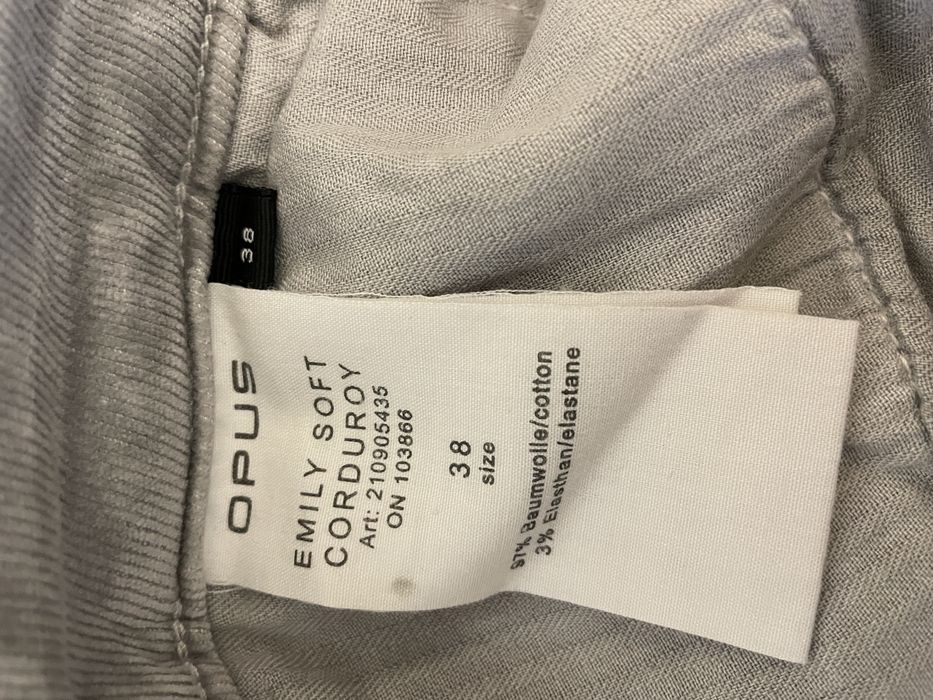 38
OPUS
EMILY SOFT
CORDUROY
Art: 210905435
ON 103866
38
size
97% Baumwolle/cotton
3% Elasthan/elastane